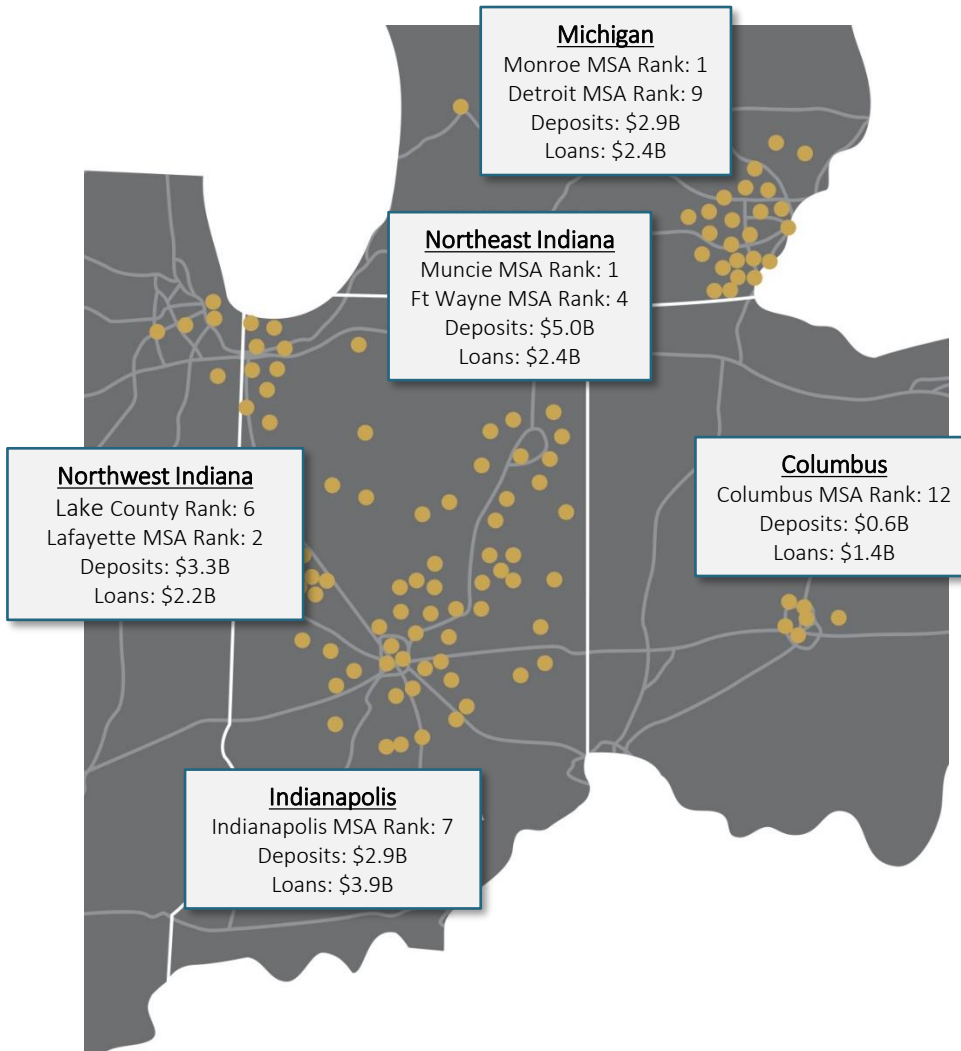 Michigan
Monroe MSA Rank: 1
Detroit MSA Rank: 9
Deposits: $2.9B
Loans: $2.4B
Northeast Indiana
Muncie MSA Rank: 1
Ft Wayne MSA Rank: 4
Deposits: $5.0B
Loans: $2.4B
Northwest Indiana
Lake County Rank: 6
Lafayette MSA Rank: 2
Deposits: $3.3B
Loans: $2.2B
Columbus
Columbus MSA Rank: 12
Deposits: $0.6B
Loans: $1.4B
Indianapolis
Indianapolis MSA Rank: 7
Deposits: $2.9B
Loans: $3.9B